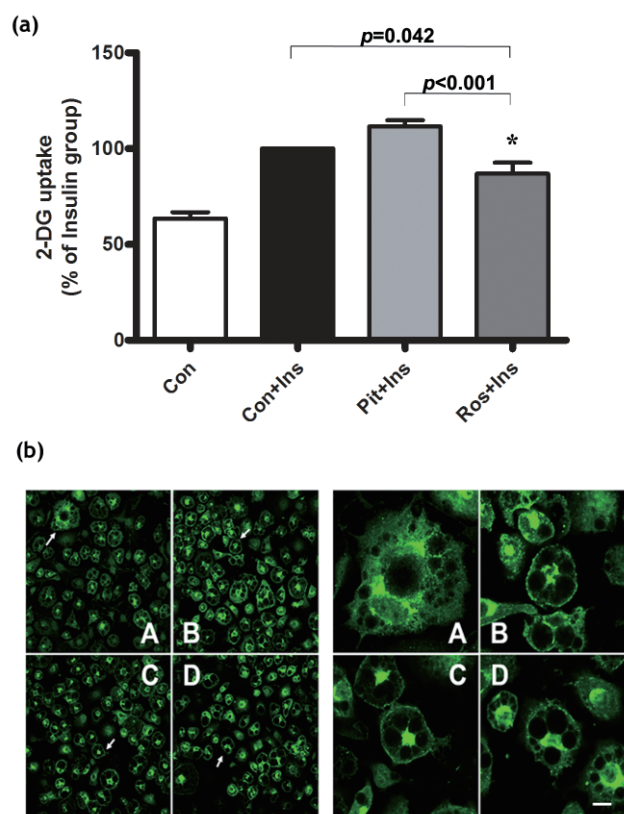 (a)
p=0.042
p<0.001
*
150
100
50
0
2-DG uptake
(% of Insulin group)
Con
Con+Ins
Pit+Ins
Ros+Ins
(b)
A
B
C
D
A
B
C
D